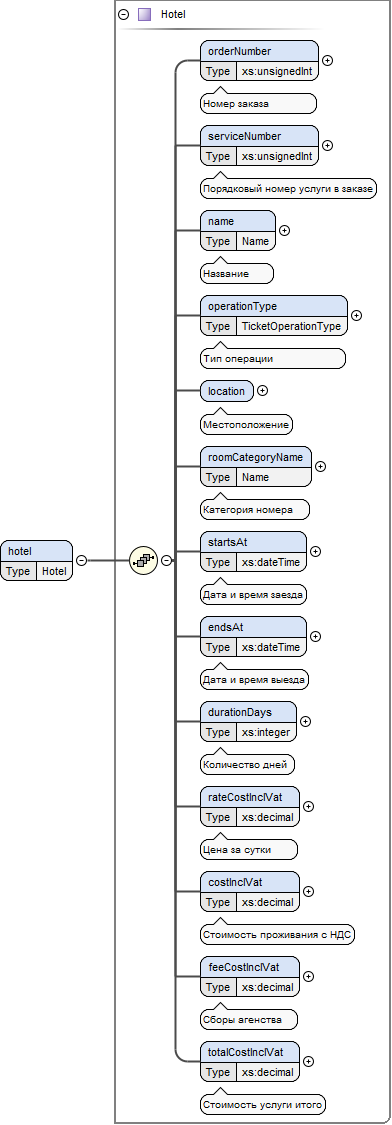 Hotel
orderNumber
Type xs:unsignedInt
Номер заказа
serviceNumber
Type xs:unsignedInt
Порядковый номер услуги в заказе
name
Type Name
Название
operationType
Type TicketOperationType
Тип операции
location
Местоположение
roomCategoryName
Type Name
Категория номера
startsAt
Type xs:dateTime
Дата и время заезда
hotel
Type Hotel
endsAt
Type xs:dateTime
Дата и время выезда
durationDays
Type xs:integer
Количество дней
rateCostInclVat
Type xs:decimal
Цена за сутки
costInclVat
Type xs:decimal
Стоимость проживания с НДС
feeCostInclVat
Type xs:decimal
Сборы агенства
totalCostInclVat
Type xs:decimal
Стоимость услуги итого